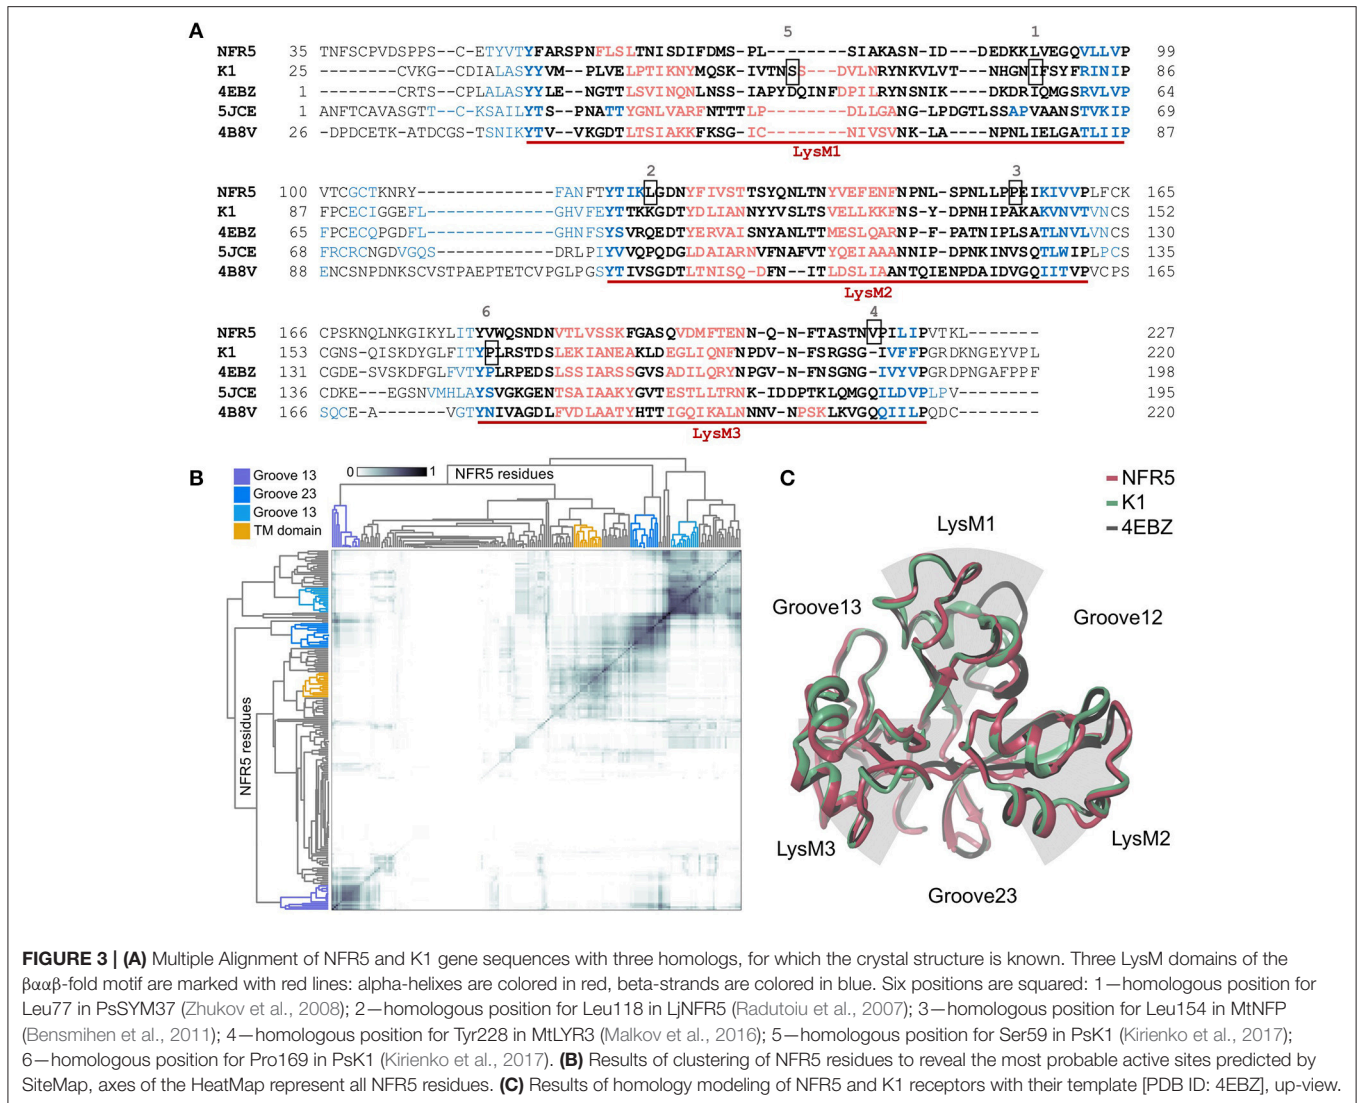 A
5 1
NFR5 35 TNFSCPVDSPPS--C-ETYVTYFARSPNFLSLTNISDIFDMS-PL--------SIAKASN-ID---DEDKKLVEGQVLLVP 99
K1 25 --------CVKG--CDIALASYYVM--PLVELPTIKNYMQSK-IVTNSS---DVLNRYNKVLVT---NHGNIFSYFRINIP 86
4EBZ 1 --------CRTS--CPLALASYYLE--NGTTLSVINQNLNSS-IAPYDQINFDPILRYNSNIK----DKDRIQMGSRVLVP 64
5JCE 1 ANFTCAVASGTT--C-KSAILYTS--PNATTYGNLVARFNTTTLP--------DLLGANG-LPDGTLSSAPVAANSTVKIP 69
4B8V 26 -DPDCETK-ATDCGS-TSNIKYTV--VKGDTLTSIAKKFKSG-IC--------NIVSVNK-LA----NPNLIELGATLIIP 87
LysM1
2 3
NFR5 100 VTCGCTKNRY--------------FANFTYTIKLGDNYFIVSTTSYQNLTNYVEFENFNPNL-SPNLLPPEIKIVVPLFCK 165
K1 87 FPCECIGGEFL-------------GHVFEYTTKKGDTYDLIANNYYVSLTSVELLKKFNS-Y-DPNHIPAKAKVNVTVNCS 152
4EBZ 65 FPCECQPGDFL-------------GHNFSYSVRQEDTYERVAISNYANLTTMESLQARNP-F-PATNIPLSATLNVLVNCS 130
5JCE 68 FRCRCNGDVGQS------------DRLPIYVVQPQDGLDAIARNVFNAFVTYQEIAAANNIP-DPNKINVSQTLWIPLPCS 135
4B8V 88 ENCSNPDNKSCVSTPAEPTETCVPGLPGSYTIVSGDTLTNISQ-DFN--ITLDSLIAANTQIENPDAIDVGQIITVPVCPS 165
LysM2
6 4
NFR5 166 CPSKNQLNKGIKYLITYVWQSNDNVTLVSSKFGASQVDMFTENN-Q-N-FTASTNVPILIPVTKL------- 227
K1 153 CGNS-QISKDYGLFITYPLRSTDSLEKIANEAKLDEGLIQNFNPDV-N-FSRGSG-IVFFPGRDKNGEYVPL 220
4EBZ 131 CGDE-SVSKDFGLFVTYPLRPEDSLSSIARSSGVSADILQRYNPGV-N-FNSGNG-IVYVPGRDPNGAFPPF 198
5JCE 136 CDKE---EGSNVMHLAYSVGKGENTSAIAAKYGVTESTLLTRNK-IDDPTKLQMGQILDVPLPV-------- 195
4B8V 166 SQCE-A-------VGTYNIVAGDLFVDLAATYHTTIGQIKALNNNV-NPSKLKVGQQIILPQDC-------- 220
LysM3
B
Groove 13
Groove 23
Groove 13
TM domain
0 1
NFR5 residues
NFR5 residues
C
NFR5
K1
4EBZ
LysM1
Groove13
Groove12
LysM3
LysM2
Groove23
FIGURE 3 | (A) Multiple Alignment of NFR5 and K1 gene sequences with three homologs, for which the crystal structure is known. Three LysM domains of the
βααβ-fold motif are marked with red lines: alpha-helixes are colored in red, beta-strands are colored in blue. Six positions are squared: 1—homologous position for
Leu77 in PsSYM37 (Zhukov et al., 2008); 2—homologous position for Leu118 in LjNFR5 (Radutoiu et al., 2007); 3—homologous position for Leu154 in MtNFP
(Bensmihen et al., 2011); 4—homologous position for Tyr228 in MtLYR3 (Malkov et al., 2016); 5—homologous position for Ser59 in PsK1 (Kirienko et al., 2017);
6—homologous position for Pro169 in PsK1 (Kirienko et al., 2017). (B) Results of clustering of NFR5 residues to reveal the most probable active sites predicted by
SiteMap, axes of the HeatMap represent all NFR5 residues. (C) Results of homology modeling of NFR5 and K1 receptors with their template [PDB ID: 4EBZ], up-view.